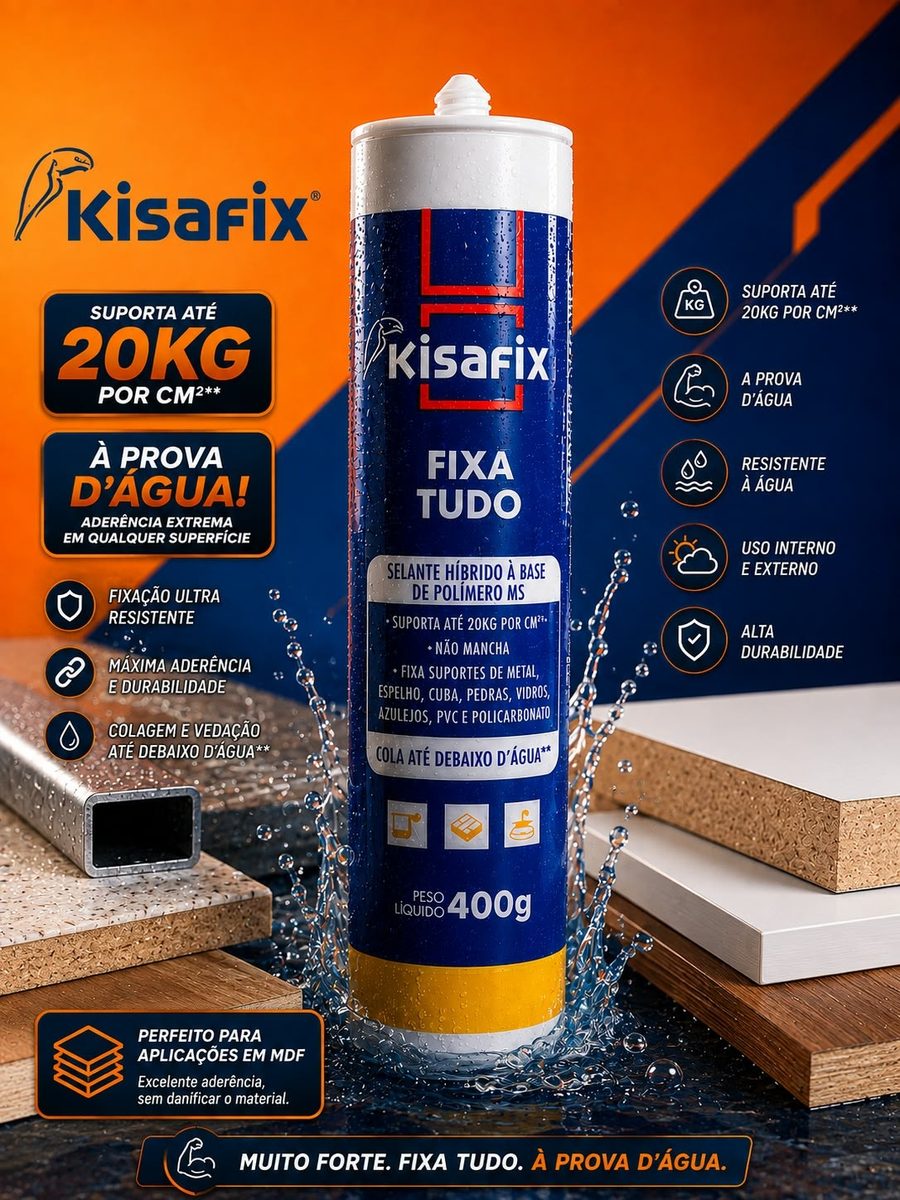 Kisafix®
SUPORTA ATÉ
20KG
POR CM²**
À PROVA
D'ÁGUA!
ADERÊNCIA EXTREMA
EM QUALQUER SUPERFÍCIE
FIXAÇÃO ULTRA
RESISTENTE
MÁXIMA ADERÊNCIA
E DURABILIDADE
COLAGEM E VEDAÇÃO
ATÉ DEBAIXO D'ÁGUA**
Kisafix
FIXA
TUDO
SELANTE HÍBRIDO À BASE
DE POLÍMERO MS
• SUPORTA ATÉ 20KG POR CM²**
• NÃO MANCHA
• FIXA SUPORTES DE METAL,
ESPELHO, CUBA, PEDRAS, VIDROS,
AZULEJOS, PVC E POLICARBONATO
COLA ATÉ DEBAIXO D'ÁGUA**
PESO
LÍQUIDO 400g
KG
SUPORTA ATÉ
20KG POR CM²**
A PROVA
D'ÁGUA
RESISTENTE
À ÁGUA
USO INTERNO
E EXTERNO
ALTA
DURABILIDADE
PERFEITO PARA
APLICAÇÕES EM MDF
Excelente aderência,
sem danificar o material.
MUITO FORTE. FIXA TUDO. À PROVA D'ÁGUA.